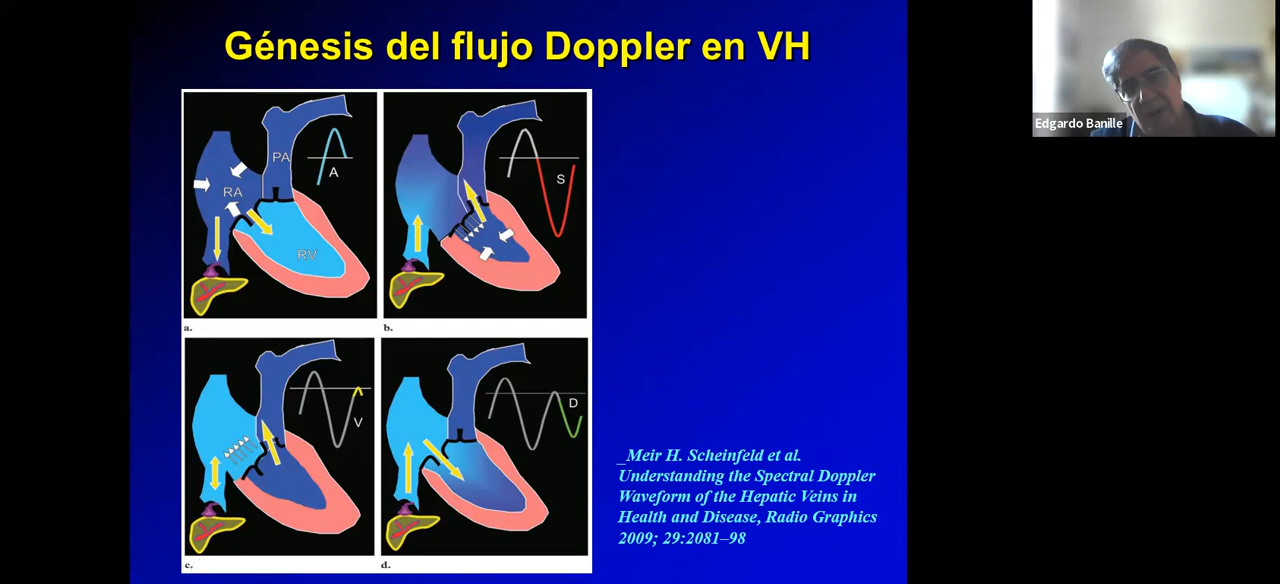 Génesis del flujo Doppler en VH
Edgardo Banille
PA
RA
RV
A
a.
S
b.
V
c.
D
d.
_Meir H. Scheinfeld et al.
Understanding the Spectral Doppler
Waveform of the Hepatic Veins in
Health and Disease, Radio Graphics
2009; 29:2081–98